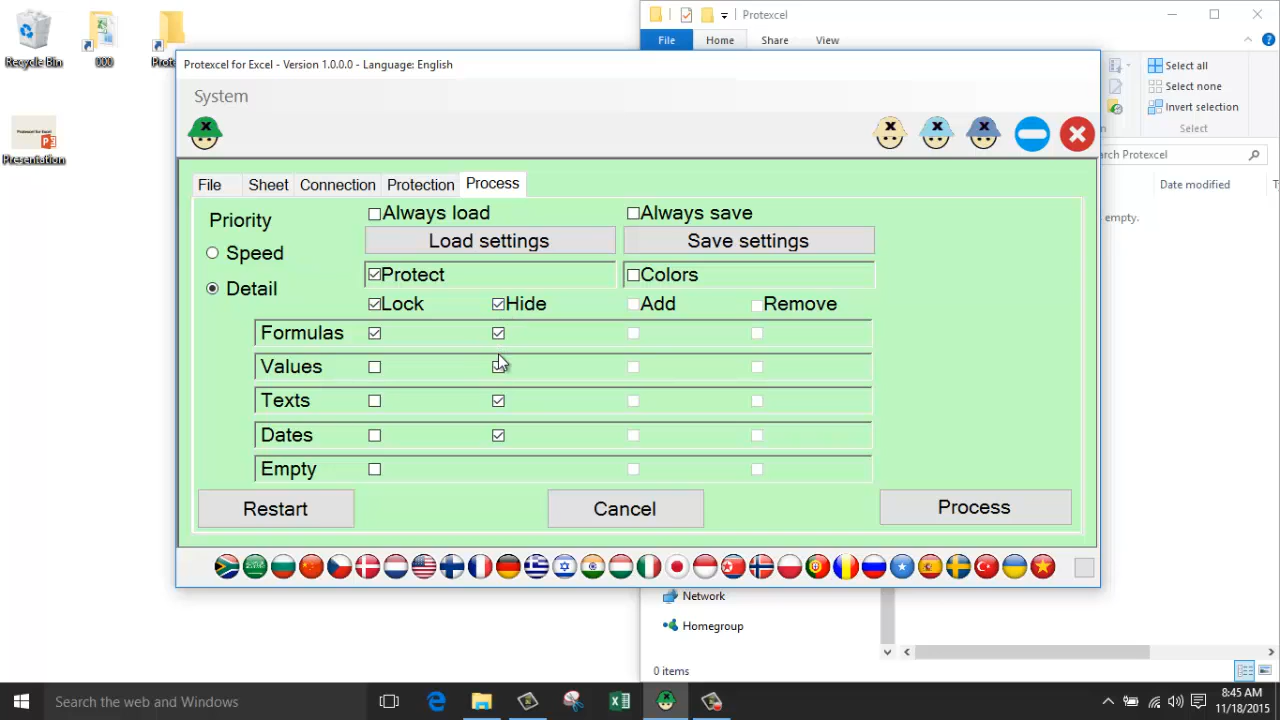 Recycle Bin
000
Prote
Presentation
Protexcel for Excel
Protexcel
File Home Share View
Select all
Select none
Invert selection
Select
arch Protexcel
Date modified
empty.
Protexcel for Excel - Version 1.0.0.0 - Language: English
System
File Sheet Connection Protection Process
Priority
Speed
Detail
Always load Always save
Load settings Save settings
Protect Colors
Lock Hide Add Remove
Formulas
Values
Texts
Dates
Empty
Restart Cancel Process
Network
Homegroup
0 items
Search the web and Windows
8:45 AM
11/18/2015